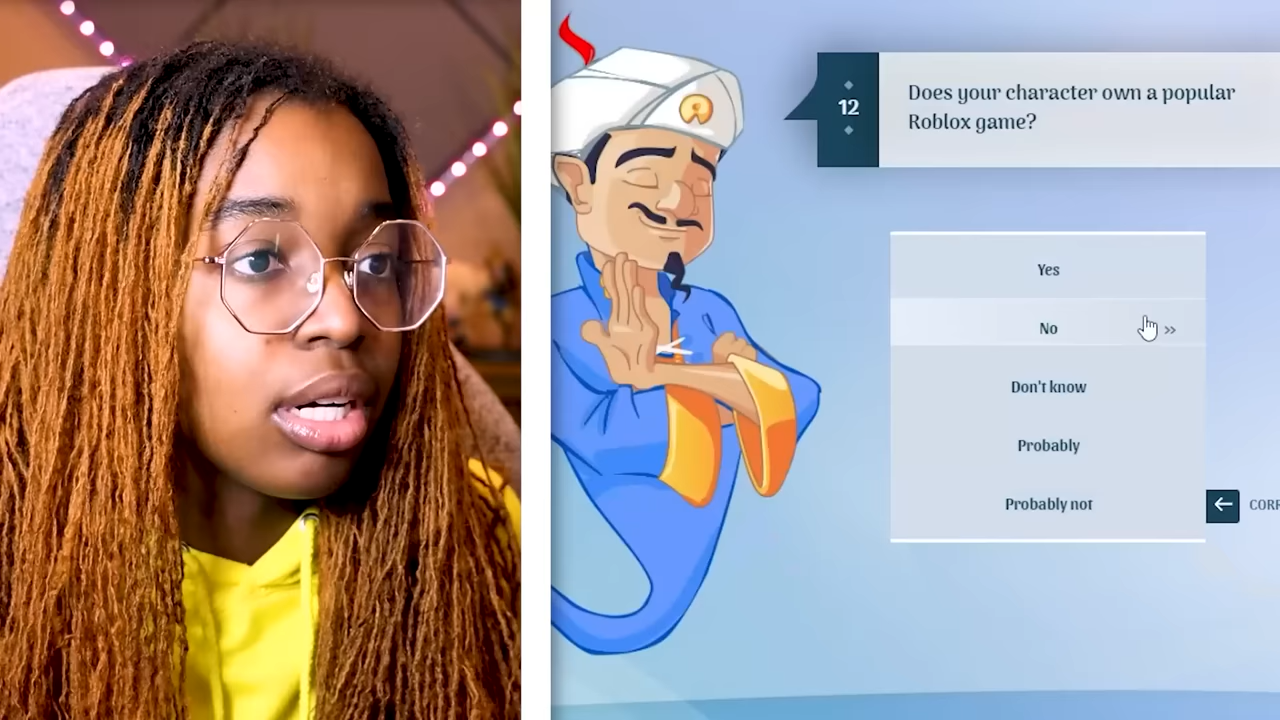 12
Does your character own a popular
Roblox game?
Yes
No
Don't know
Probably
Probably not